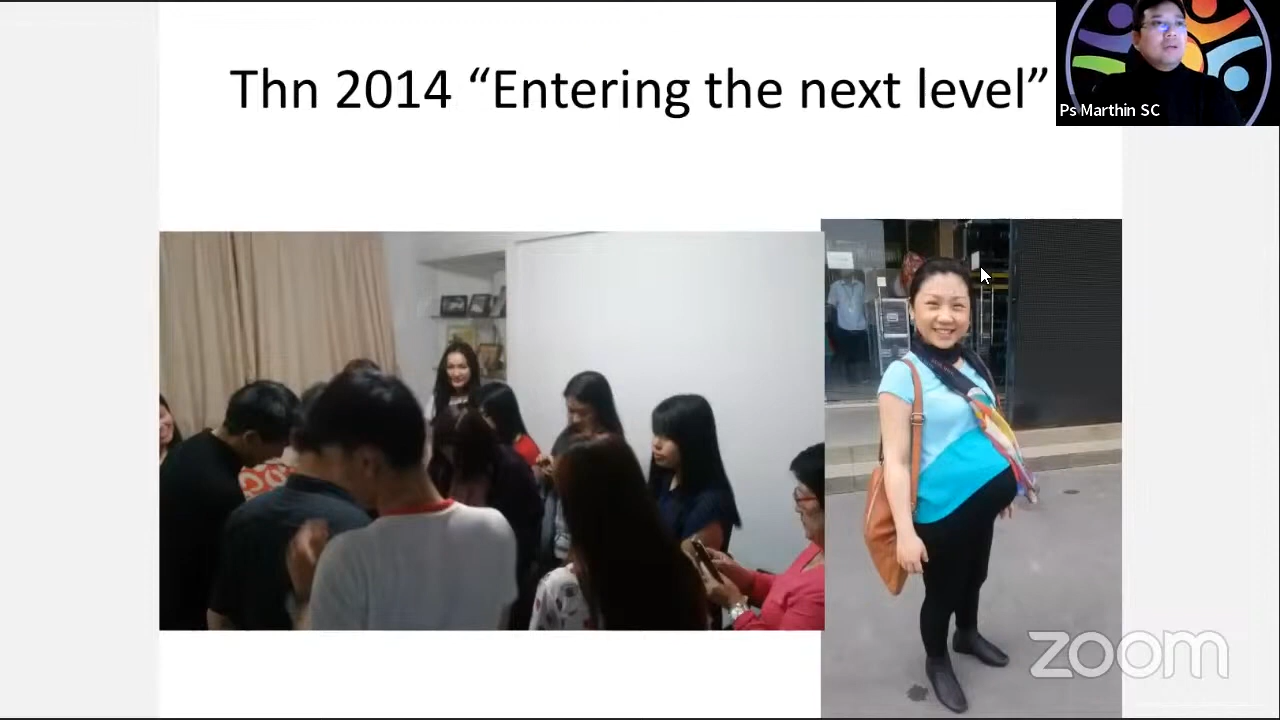 Thn 2014 “Entering the next level”
Ps Marthin SC
zoom